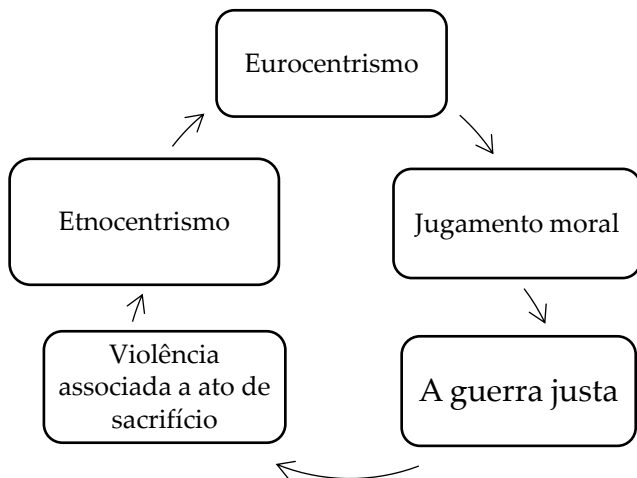 Eurocentrismo
Etnocentrismo
Jugamento moral
Violência
associada a ato de
sacrifício
A guerra justa